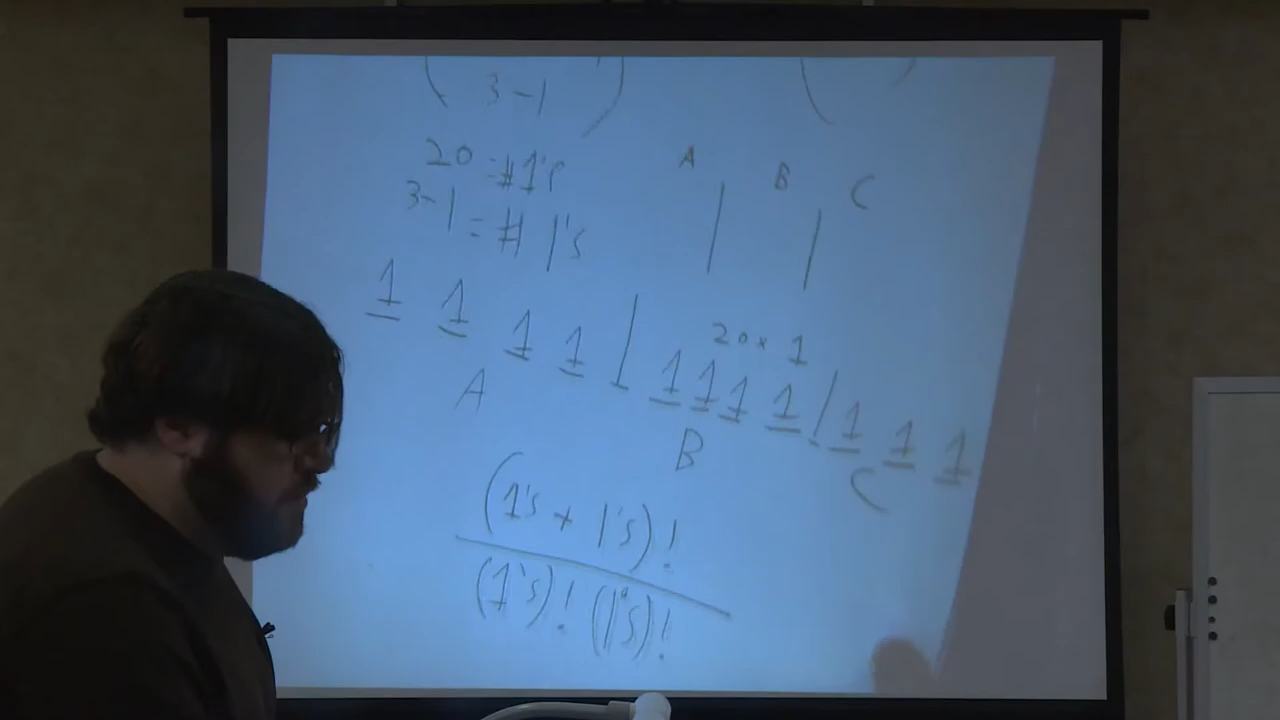 ( 3-1 ) ( )
20 = # 1's
3-1 = # |'s
A | B | C
20 x 1
1 1 1 1 | 1 1 1 1 | 1 1 1
A B C
(1's + |'s)!
(1's)! (|'s)!